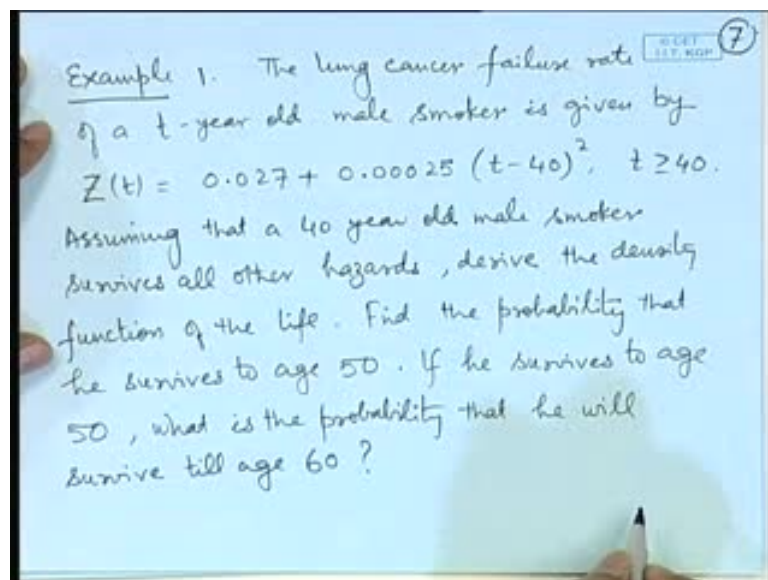 Example 1. The lung cancer failure rate
© CET
I.I.T. KGP
7
of a t-year old male smoker is given by
Z(t) = 0.027 + 0.00025 (t-40)², t ≥ 40.
Assuming that a 40 year old male smoker
survives all other hazards, derive the density
function of the life. Find the probability that
he survives to age 50. If he survives to age
50, what is the probability that he will
survive till age 60?